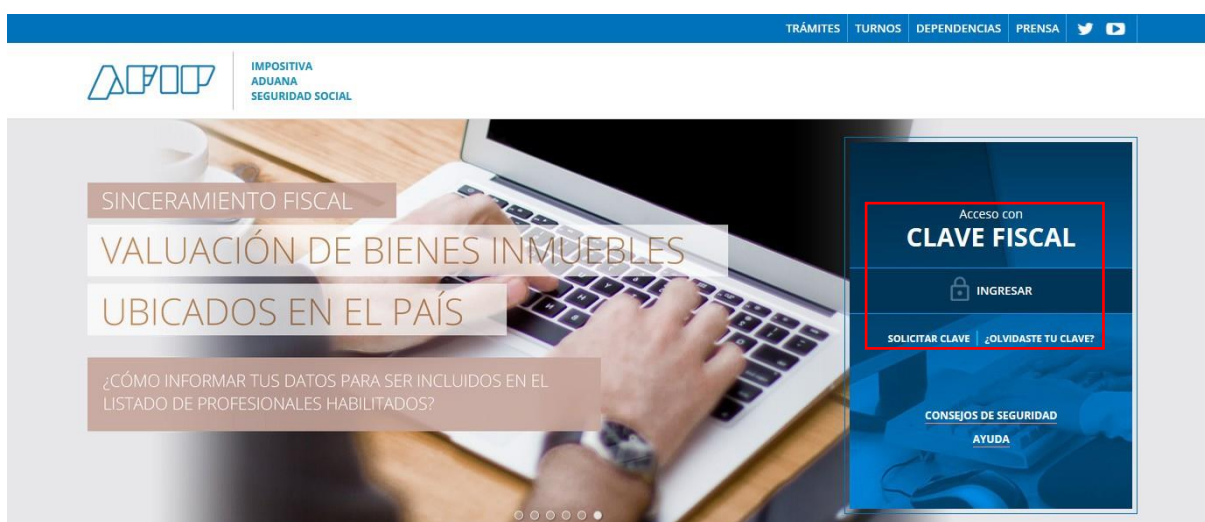 TRÁMITES TURNOS DEPENDENCIAS PRENSA
AFIP
IMPOSITIVA
ADUANA
SEGURIDAD SOCIAL
SINCERAMIENTO FISCAL
VALUACIÓN DE BIENES INMUEBLES
UBICADOS EN EL PAÍS
¿CÓMO INFORMAR TUS DATOS PARA SER INCLUIDOS EN EL
LISTADO DE PROFESIONALES HABILITADOS?
Acceso con
CLAVE FISCAL
INGRESAR
SOLICITAR CLAVE ¿OLVIDASTE TU CLAVE?
CONSEJOS DE SEGURIDAD
AYUDA